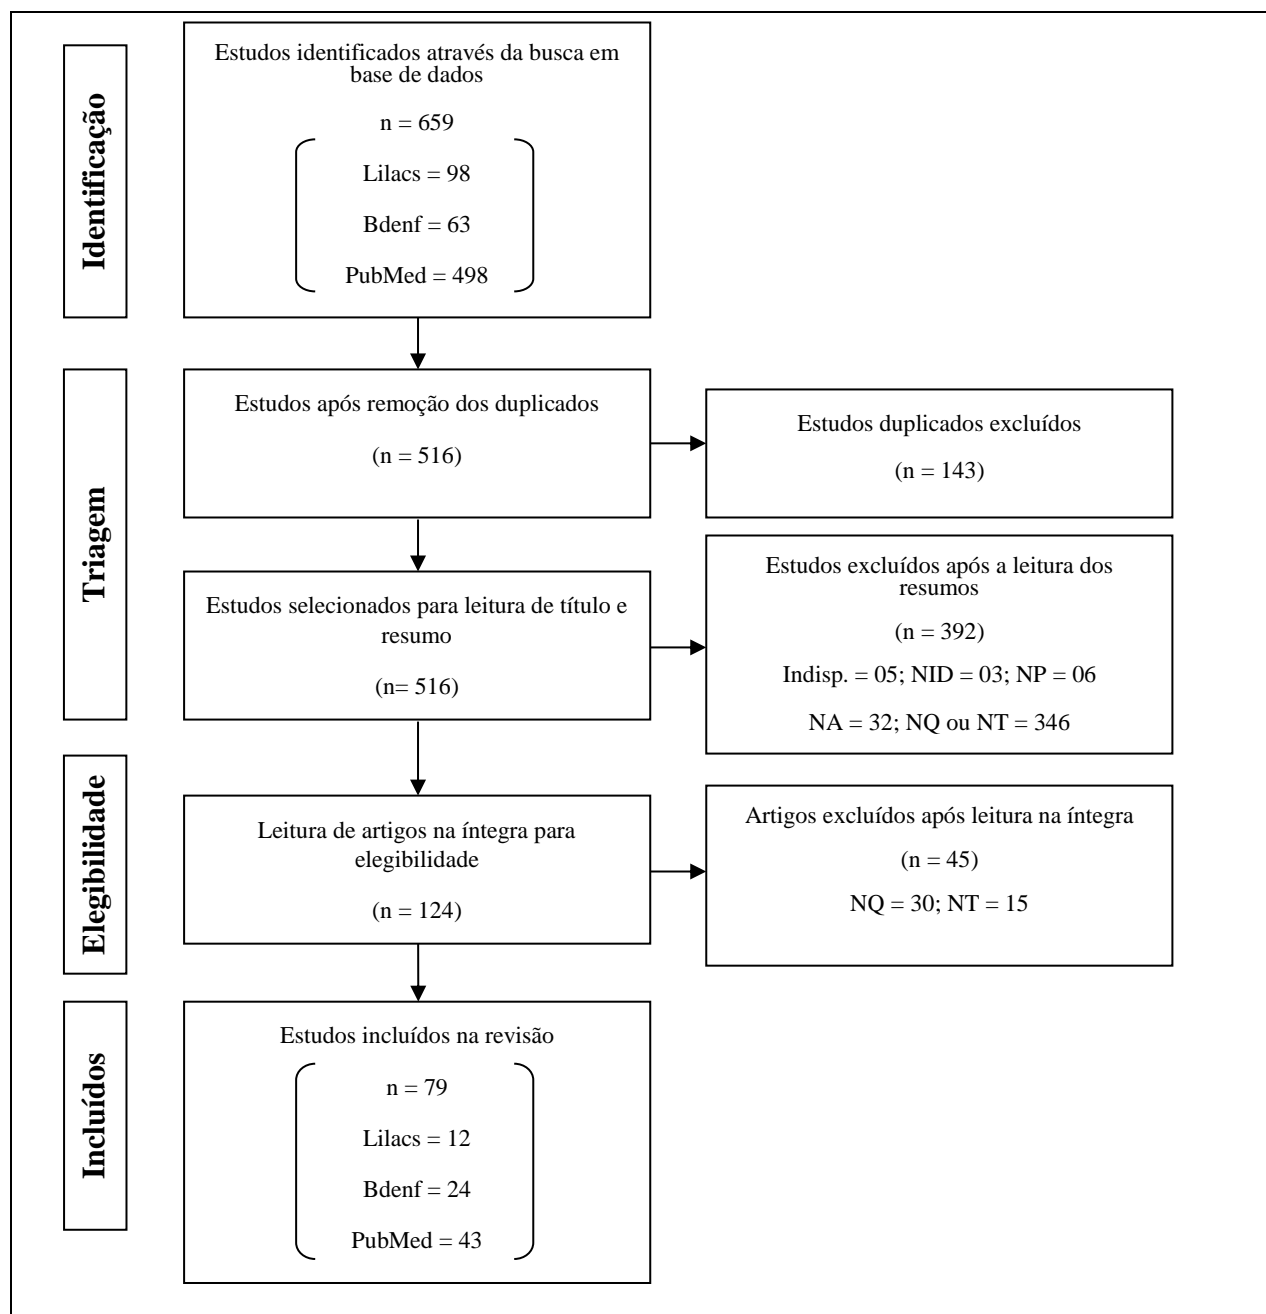 Identificação
Estudos identificados através da busca em
base de dados
n = 659
Lilacs = 98
Bdenf = 63
PubMed = 498
Triagem
Estudos após remoção dos duplicados
(n = 516)
Estudos duplicados excluídos
(n = 143)
Estudos selecionados para leitura de título e
resumo
(n= 516)
Estudos excluídos após a leitura dos
resumos
(n = 392)
Indisp. = 05; NID = 03; NP = 06
NA = 32; NQ ou NT = 346
Elegibilidade
Leitura de artigos na íntegra para
elegibilidade
(n = 124)
Artigos excluídos após leitura na íntegra
(n = 45)
NQ = 30; NT = 15
Incluídos
Estudos incluídos na revisão
n = 79
Lilacs = 12
Bdenf = 24
PubMed = 43